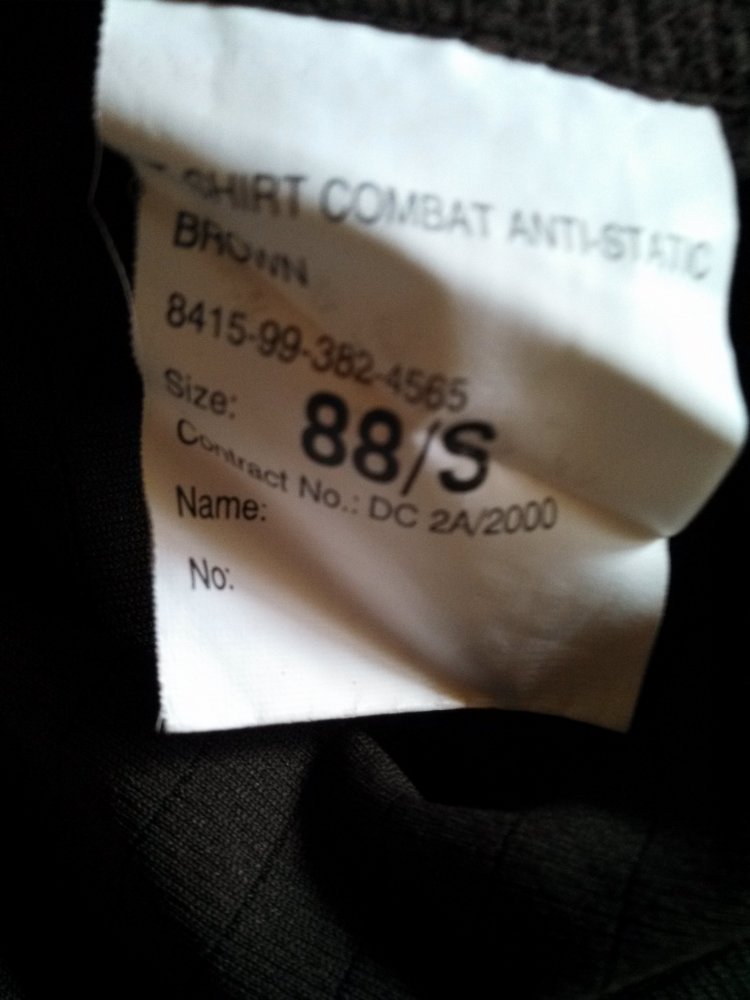 T-SHIRT COMBAT ANTI-STATIC
BROWN
8415-99-382-4565
Size: 88/S
Contract No.: DC 2A/2000
Name:
No: